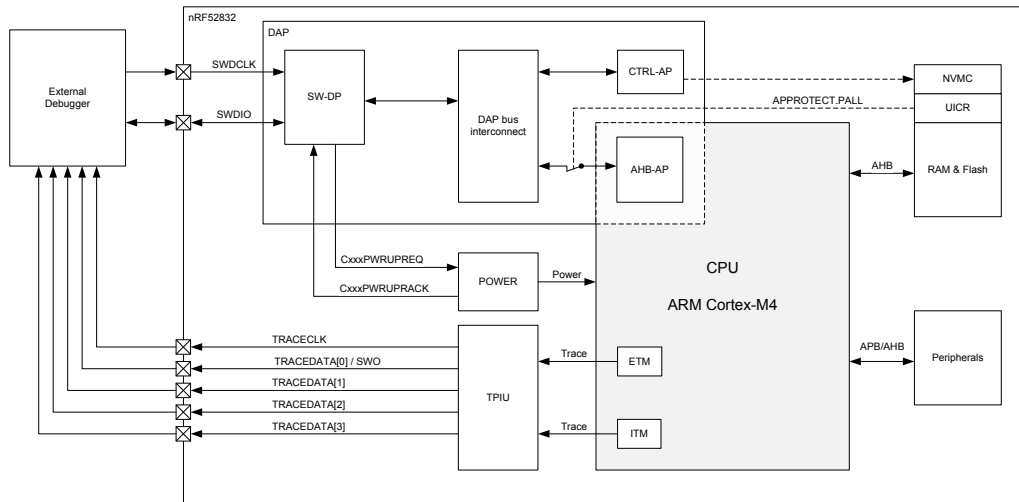 nRF52832
DAP
External
Debugger
SWDCLK
SWDIO
SW-DP
DAP bus
interconnect
CTRL-AP
NVMC
UICR
APPROTECT.PALL
AHB-AP
AHB
RAM & Flash
CxxxPWRUPREQ
CxxxPWRUPRACK
POWER
Power
CPU
ARM Cortex-M4
TRACECLK
TRACEDATA[0] / SWO
TRACEDATA[1]
TRACEDATA[2]
TRACEDATA[3]
TPIU
Trace
ETM
Trace
ITM
APB/AHB
Peripherals